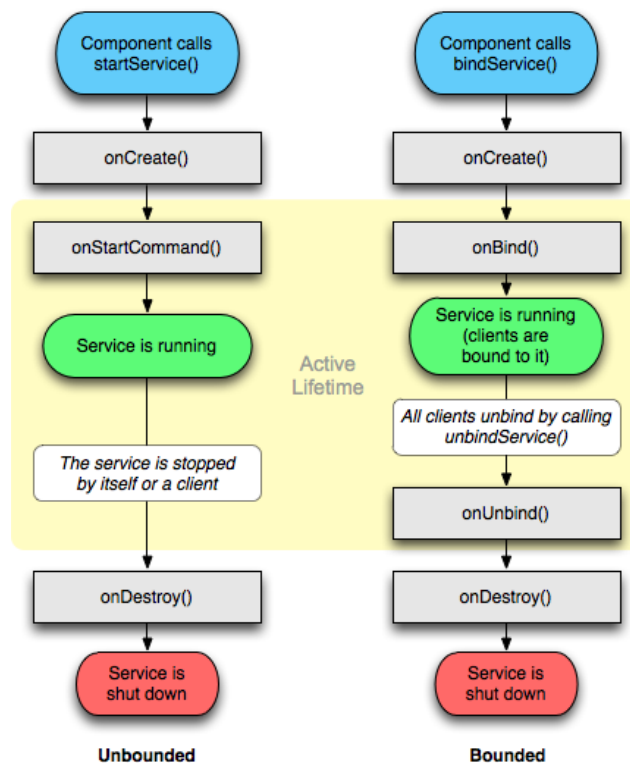 Component calls
startService()
onCreate()
onStartCommand()
Service is running
The service is stopped
by itself or a client
onDestroy()
Service is
shut down
Unbounded
Active
Lifetime
Component calls
bindService()
onCreate()
onBind()
Service is running
(clients are
bound to it)
All clients unbind by calling
unbindService()
onUnbind()
onDestroy()
Service is
shut down
Bounded